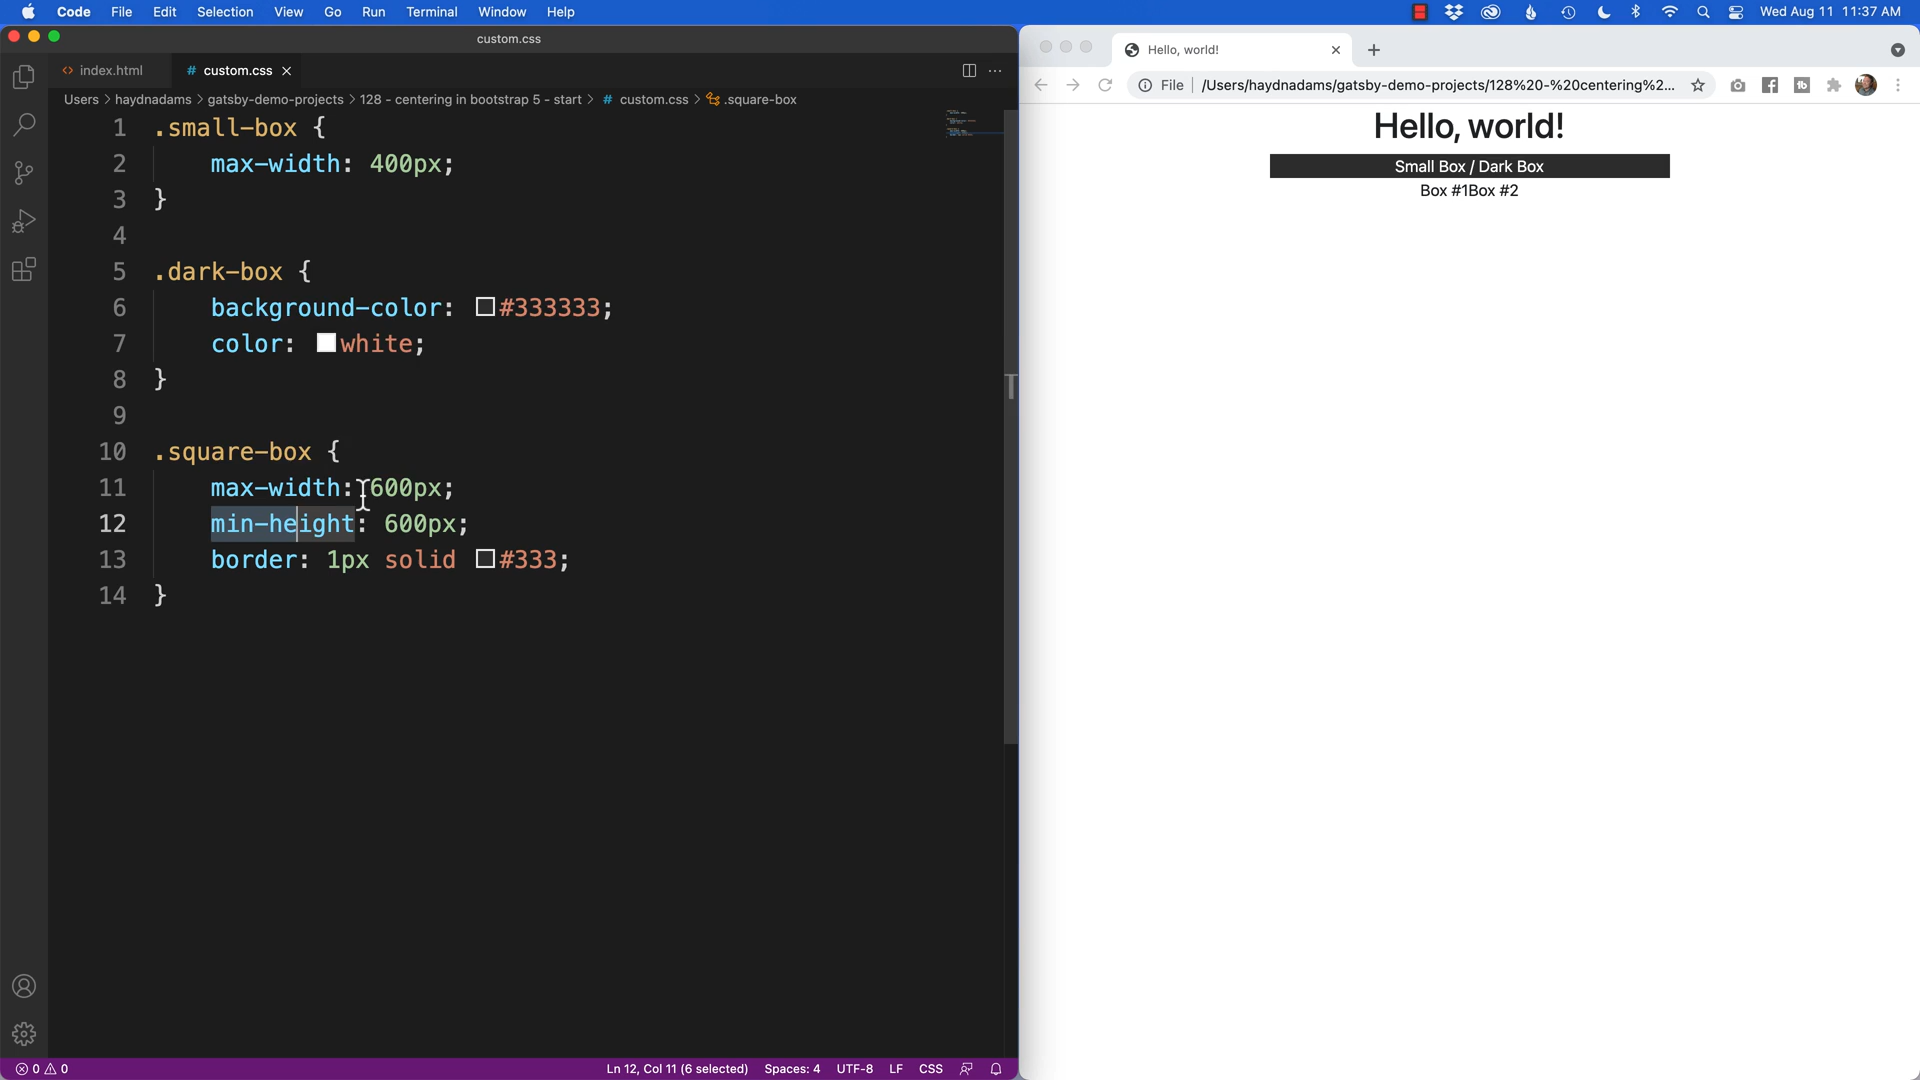 Code File Edit Selection View Go Run Terminal Window Help Wed Aug 11 11:37 AM
custom.css
index.html # custom.css
Users > haydnadams > gatsby-demo-projects > 128 - centering in bootstrap 5 - start > # custom.css > .square-box
1 .small-box {
2 max-width: 400px;
3 }
4
5 .dark-box {
6 background-color: #333333;
7 color: white;
8 }
9
10 .square-box {
11 max-width: 600px;
12 min-height: 600px;
13 border: 1px solid #333;
14 }
0 0 Ln 12, Col 11 (6 selected) Spaces: 4 UTF-8 LF CSS
Hello, world!
File /Users/haydnadams/gatsby-demo-projects/128%20-%20centering%2...
Hello, world!
Small Box / Dark Box
Box #1Box #2